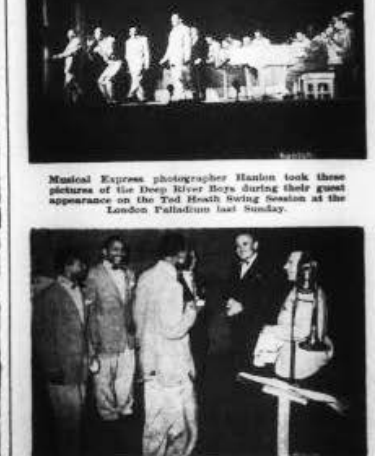 Hanlon
Musical Express photographer Hanlon took these
pictures of the Deep River Boys during their guest
appearance on the Ted Heath Swing Session at the
London Palladium last Sunday.